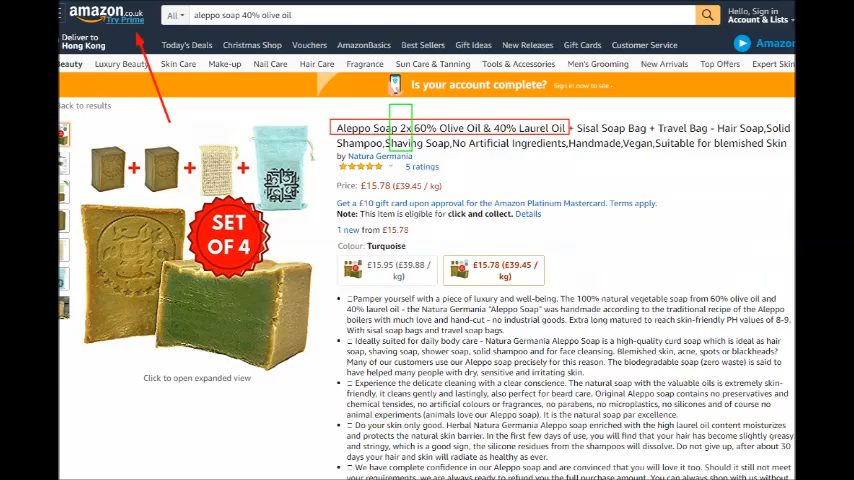 amazon.co.uk
Try Prime
All
aleppo soap 40% olive oil
Hello, Sign in
Account & Lists
Deliver to
Hong Kong
Today's Deals Christmas Shop Vouchers AmazonBasics Best Sellers Gift Ideas New Releases Gift Cards Customer Service
Amazon
Beauty Luxury Beauty Skin Care Make-up Nail Care Hair Care Fragrance Sun Care & Tanning Tools & Accessories Men's Grooming New Arrivals Top Offers Expert Skin
Is your account complete? Sign in now to see ›
Back to results
Aleppo Soap 2x 60% Olive Oil & 40% Laurel Oil + Sisal Soap Bag + Travel Bag - Hair Soap,Solid
Shampoo,Shaving Soap,No Artificial Ingredients,Handmade,Vegan,Suitable for blemished Skin
by Natura Germania
5 ratings
Price: £15.78 (£39.45 / kg)
Get a £10 gift card upon approval for the Amazon Platinum Mastercard. Terms apply.
Note: This item is eligible for click and collect. Details
1 new from £15.78
Colour: Turquoise
£15.95 (£39.88 /
kg)
£15.78 (£39.45 /
kg)
SET
OF 4
Click to open expanded view
Pamper yourself with a piece of luxury and well-being. The 100% natural vegetable soap from 60% olive oil and
40% laurel oil - the Natura Germania "Aleppo Soap" was handmade according to the traditional recipe of the Aleppo
boilers with much love and hand-cut - no industrial goods. Extra long matured to reach skin-friendly PH values of 8-9.
With sisal soap bags and travel soap bags.
Ideally suited for daily body care - Natura Germania Aleppo Soap is a high-quality curd soap which is ideal as hair
soap, shaving soap, shower soap, solid shampoo and for face cleansing. Blemished skin, acne, spots or blackheads?
Many of our customers use our Aleppo soap precisely for this reason. The biodegradable soap (zero waste) is said to
have helped many people with dry, sensitive and irritating skin.
Experience the delicate cleaning with a clear conscience. The natural soap with the valuable oils is extremely skin-
friendly, it cleans gently and lastingly, also perfect for beard care. Original Aleppo soap contains no preservatives and
chemical tensides, no artificial colours or fragrances, no parabens, no microplastics, no silicones and of course no
animal experiments (animals love our Aleppo soap). It is the natural soap par excellence.
Do your skin only good. Herbal Natura Germania Aleppo soap enriched with the high laurel oil content moisturizes
and protects the natural skin barrier. In the first few days of use, you will find that your hair has become slightly greasy
and stringy, which is a good sign, the silicone residues from the shampoos will dissolve. Do not give up, after about 30
days your hair and skin will radiate as healthy as ever.
We have complete confidence in our Aleppo soap and are convinced that you will love it too. Should it still not meet
your requirements, we are always ready to refund you the full purchase amount. You can always shop with us without